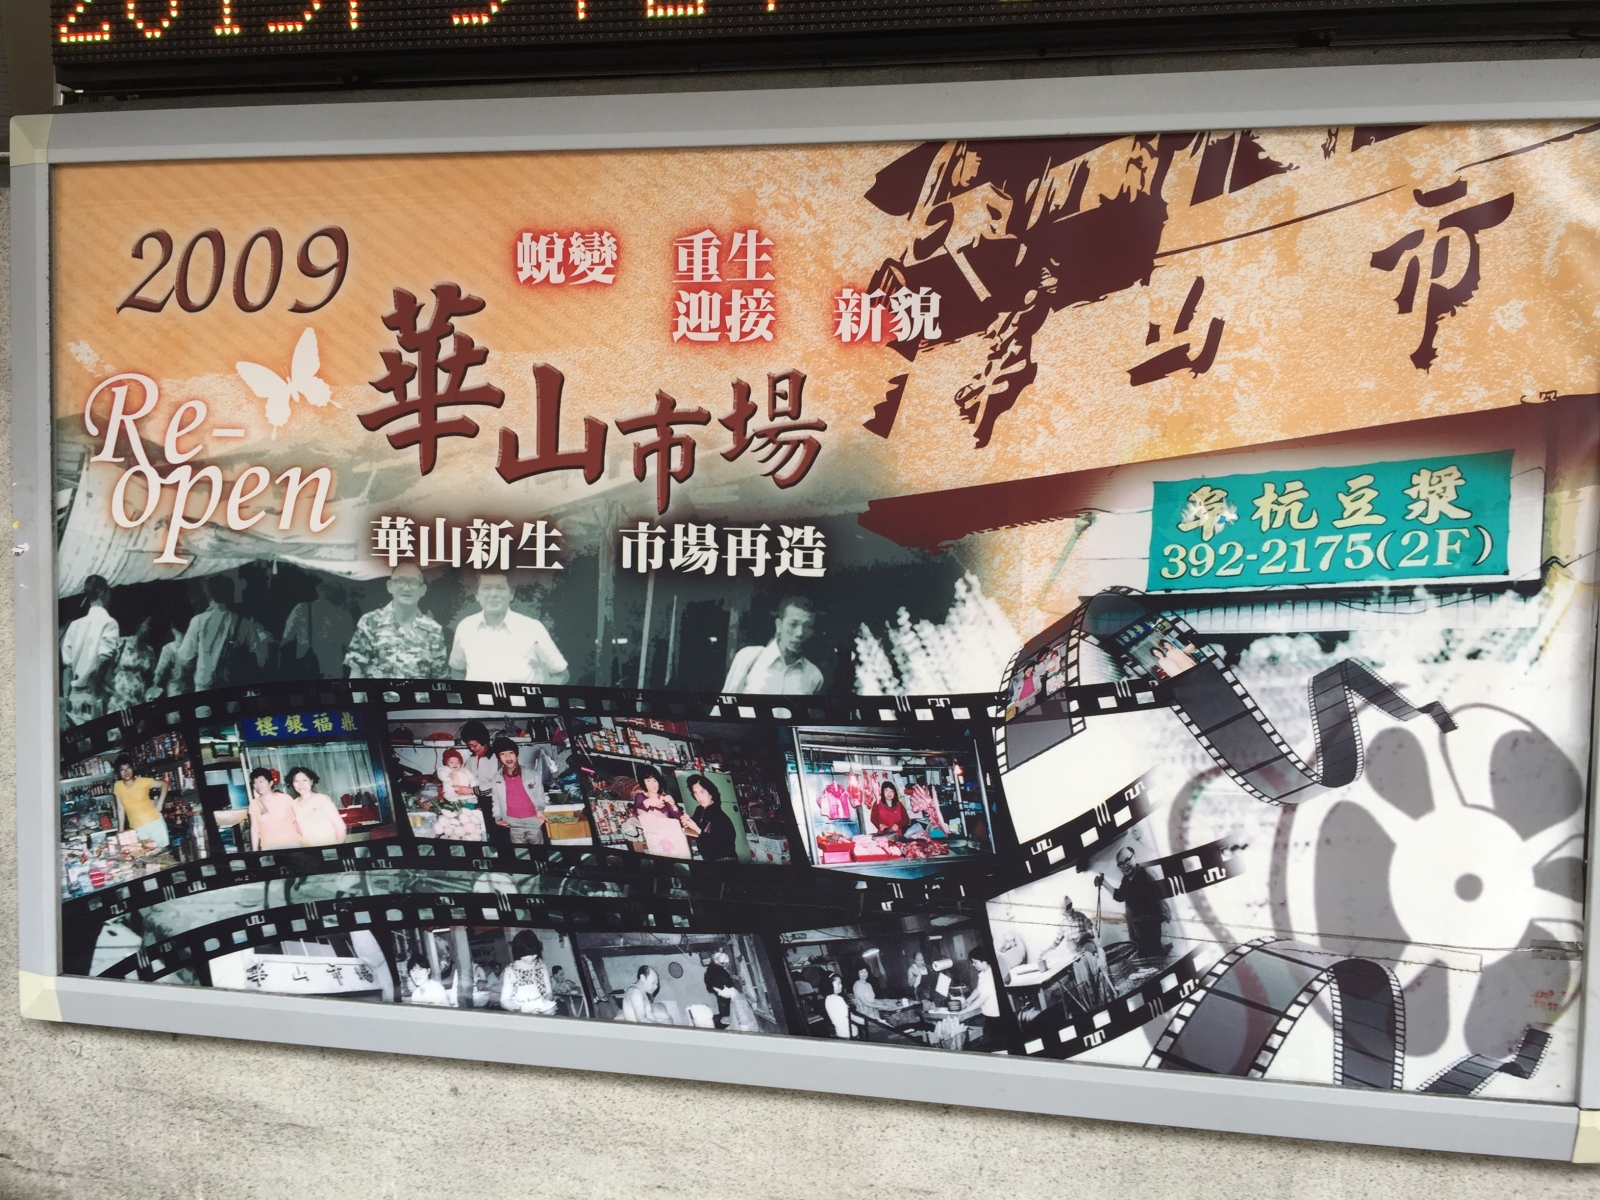 2009
蛻變 重生
迎接 新貌
華山市場
Re-
open
華山新生 市場再造
華山市
阜杭豆漿
392-2175(2F)
樓銀福鼎
華山市場